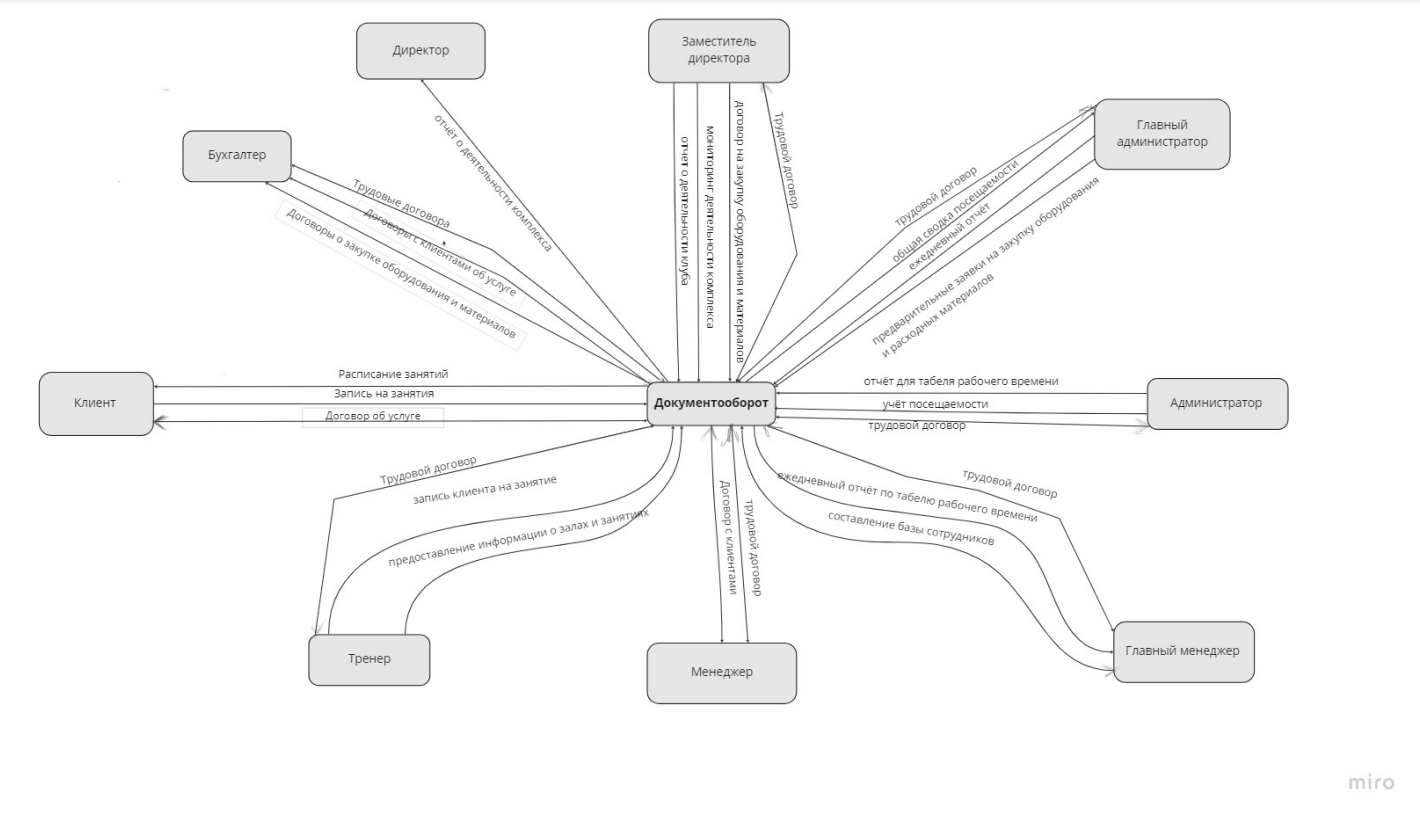 Директор
Заместитель
директора
Главный
администратор
Бухгалтер
отчёт о деятельности комплекса
отчет о деятельности клуба
мониторинг деятельности комплекса
договор на закупку оборудования и материалов
Трудовой договор
трудовой договор
общая сводка посещаемости
ежедневный отчёт
предварительные заявки на закупку оборудования
и расходных материалов
Трудовые договора
Договоры с клиентами об услуге
Договоры о закупке оборудования и материалов
Клиент
Расписание занятий
Запись на занятия
Договор об услуге
Документооборот
отчёт для табеля рабочего времени
учёт посещаемости
трудовой договор
Администратор
Трудовой договор
запись клиента на занятие
предоставление информации о залах и занятиях
Договор с клиентами
трудовой договор
ежедневный отчёт по табелю рабочего времени
составление базы сотрудников
трудовой договор
Тренер
Менеджер
Главный менеджер
miro